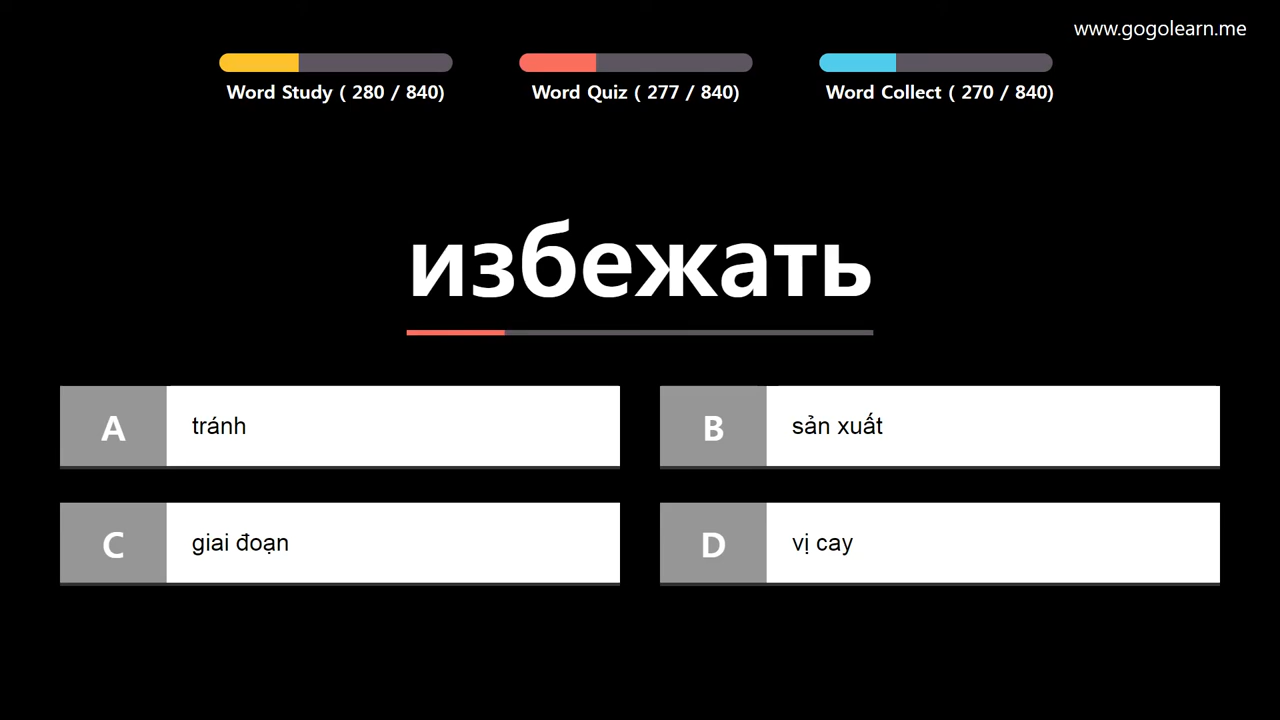 www.gogolearn.me
Word Study ( 280 / 840)
Word Quiz ( 277 / 840)
Word Collect ( 270 / 840)
избежать
A
tránh
B
sản xuất
C
giai đoạn
D
vị cay